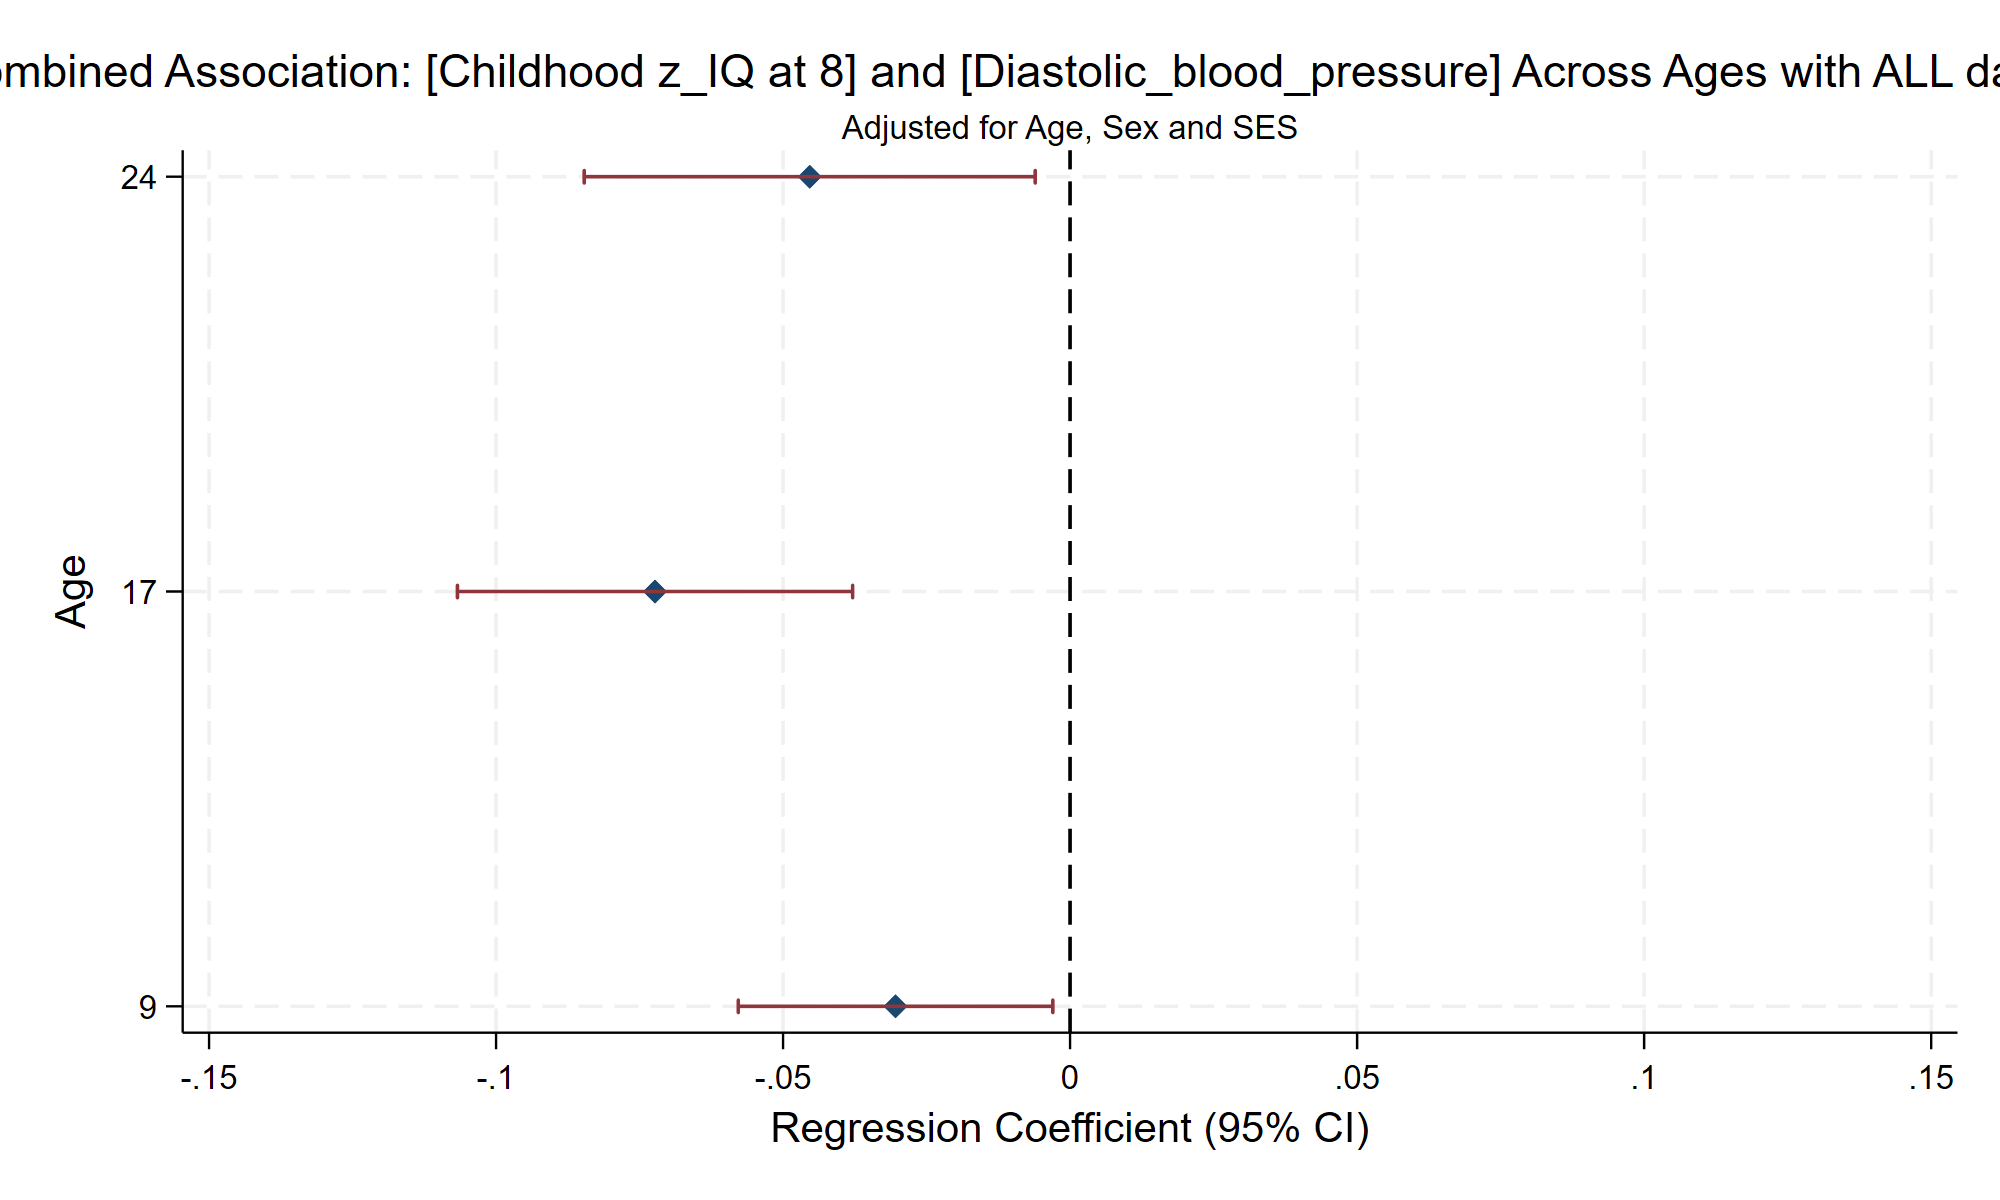 ombined Association: [Childhood z_IQ at 8] and [Diastolic_blood_pressure] Across Ages with ALL da
Adjusted for Age, Sex and SES
24
17
9
Age
-.15 -.1 -.05 0 .05 .1 .15
Regression Coefficient (95% CI)